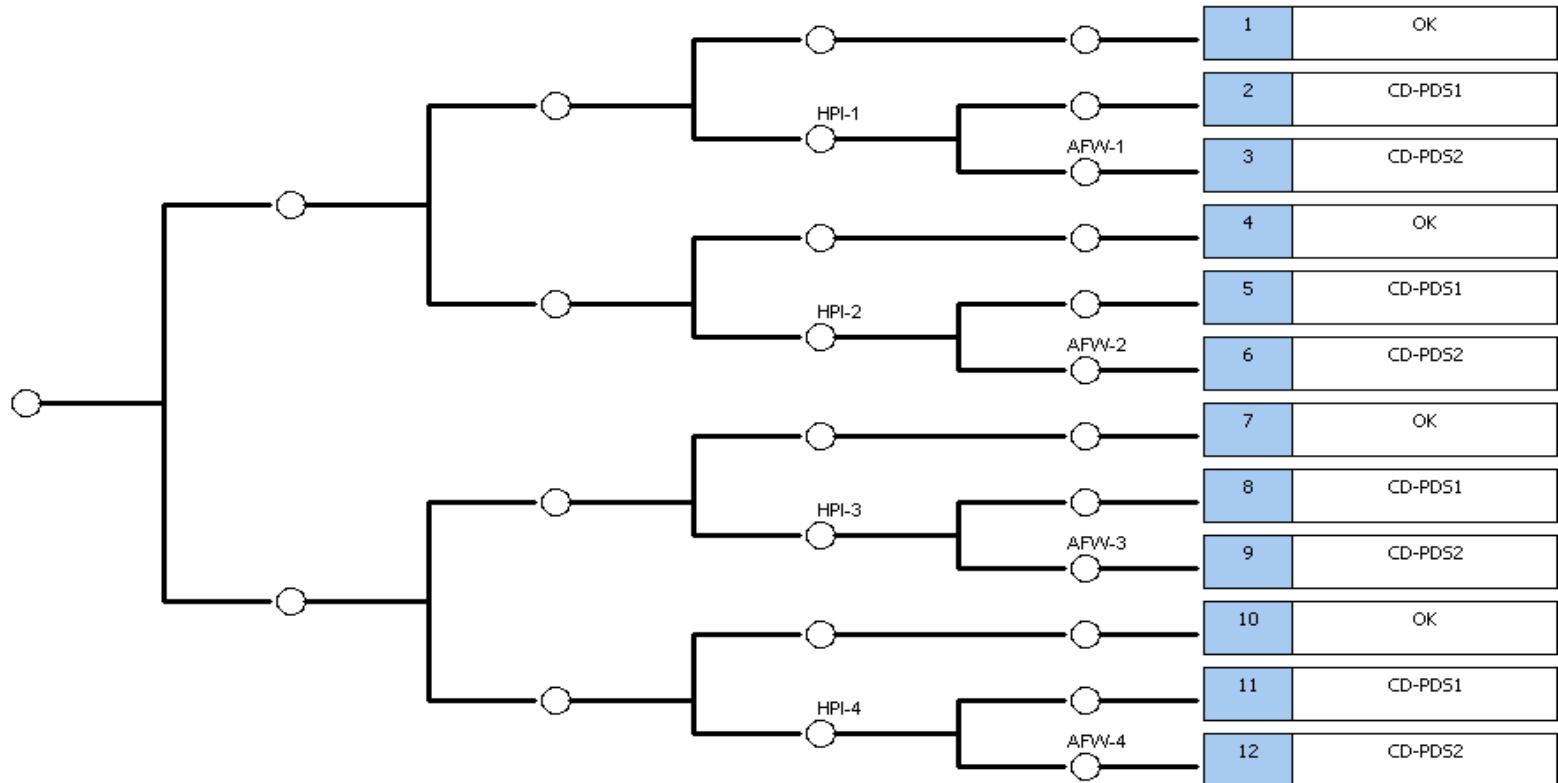 1 OK
HPI-1
2 CD-PDS1
AFW-1
3 CD-PDS2
4 OK
HPI-2
5 CD-PDS1
AFW-2
6 CD-PDS2
7 OK
HPI-3
8 CD-PDS1
AFW-3
9 CD-PDS2
10 OK
HPI-4
11 CD-PDS1
AFW-4
12 CD-PDS2